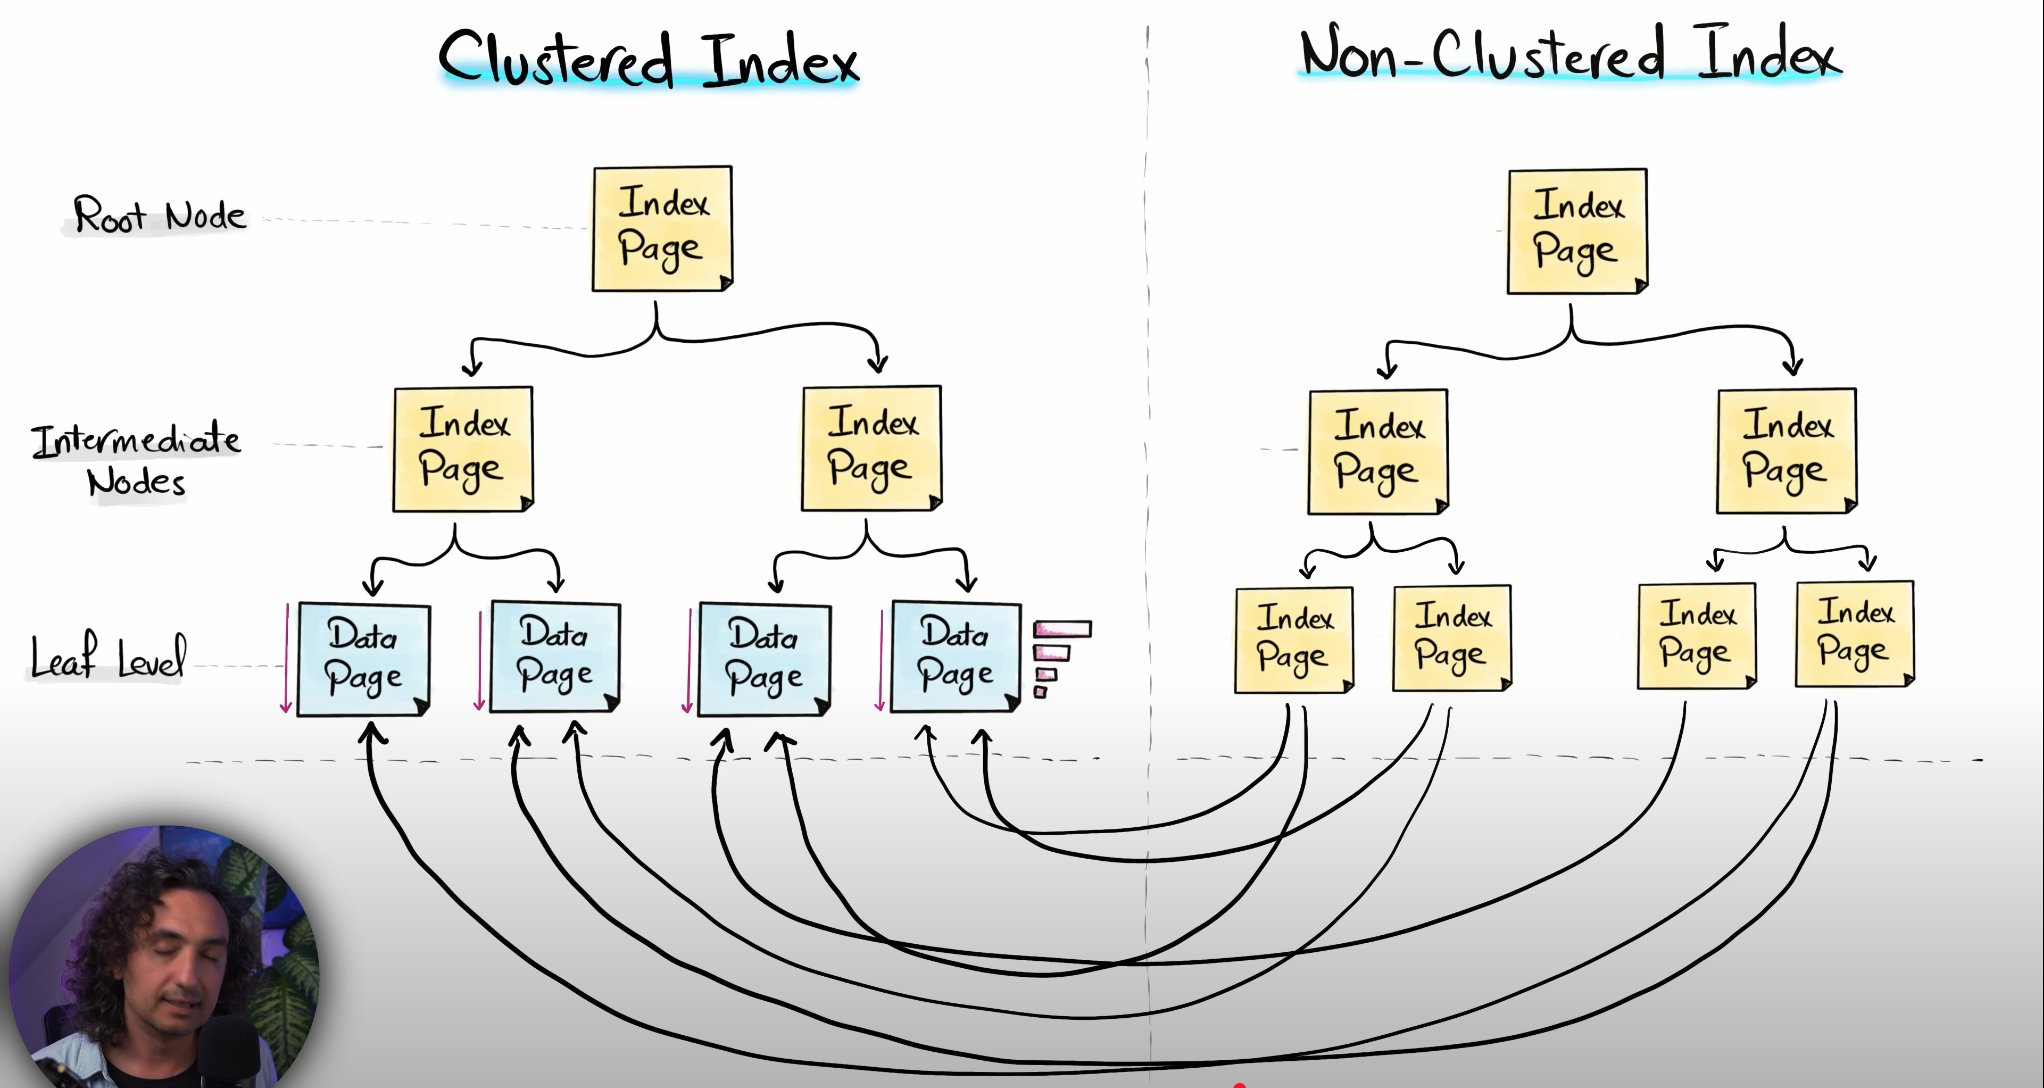 Clustered Index
Non-Clustered Index
Root Node
Index
Page
Index
Page
Intermediate
Nodes
Index
Page
Index
Page
Index
Page
Index
Page
Leaf Level
Data
Page
Data
Page
Data
Page
Data
Page
Index
Page
Index
Page
Index
Page
Index
Page